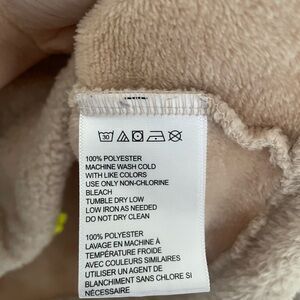 30
100% POLYESTER
MACHINE WASH COLD
WITH LIKE COLORS
USE ONLY NON-CHLORINE
BLEACH
TUMBLE DRY LOW
LOW IRON AS NEEDED
DO NOT DRY CLEAN
100% POLYESTER
LAVAGE EN MACHINE À
TEMPÉRATURE FROIDE
AVEC COULEURS SIMILAIRES
UTILISER UN AGENT DE
BLANCHIMENT SANS CHLORE SI
NÉCESSAIRE